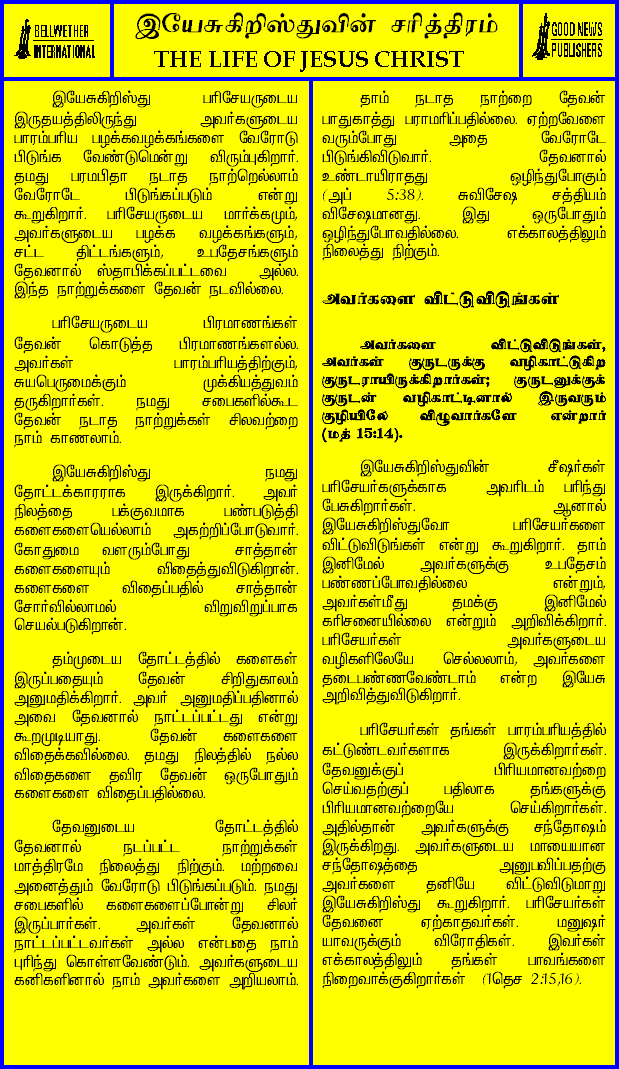 BELLWETHER
INTERNATIONAL
இயேசுகிறிஸ்துவின் சரித்திரம்
THE LIFE OF JESUS CHRIST
GOOD NEWS
PUBLISHERS
இயேசுகிறிஸ்து பரிசேயருடைய
இருதயத்திலிருந்து அவர்களுடைய
பாரம்பரிய பழக்கவழக்கங்களை வேரோடு
பிடுங்க வேண்டுமென்று விரும்புகிறார்.
தமது பரமபிதா நடாத நாற்றெல்லாம்
வேரோடே பிடுங்கப்படும் என்று
கூறுகிறார். பரிசேயருடைய மார்க்கமும்,
அவர்களுடைய பழக்க வழக்கங்களும்,
சட்ட திட்டங்களும், உபதேசங்களும்
தேவனால் ஸ்தாபிக்கப்பட்டவை அல்ல.
இந்த நாற்றுக்களை தேவன் நடவில்லை.
பரிசேயருடைய பிரமாணங்கள்
தேவன் கொடுத்த பிரமாணங்களல்ல.
அவர்கள் பாரம்பரியத்திற்கும்,
சுயபெருமைக்கும் முக்கியத்துவம்
தருகிறார்கள். நமது சபைகளில்கூட
தேவன் நடாத நாற்றுக்கள் சிலவற்றை
நாம் காணலாம்.
இயேசுகிறிஸ்து நமது
தோட்டக்காரராக இருக்கிறார். அவர்
நிலத்தை பக்குவமாக பண்படுத்தி
களைகளையெல்லாம் அகற்றிப்போடுவார்.
கோதுமை வளரும்போது சாத்தான்
களைகளையும் விதைத்துவிடுகிறான்.
களைகளை விதைப்பதில் சாத்தான்
சோர்வில்லாமல் விறுவிறுப்பாக
செயல்படுகிறான்.
தம்முடைய தோட்டத்தில் களைகள்
இருப்பதையும் தேவன் சிறிதுகாலம்
அனுமதிக்கிறார். அவர் அனுமதிப்பதினால்
அவை தேவனால் நாட்டப்பட்டது என்று
கூறமுடியாது. தேவன் களைகளை
விதைக்கவில்லை. தமது நிலத்தில் நல்ல
விதைகளை தவிர தேவன் ஒருபோதும்
களைகளை விதைப்பதில்லை.
தேவனுடைய தோட்டத்தில்
தேவனால் நடப்பட்ட நாற்றுக்கள்
மாத்திரமே நிலைத்து நிற்கும். மற்றவை
அனைத்தும் வேரோடு பிடுங்கப்படும். நமது
சபைகளில் களைகளைப்போன்று சிலர்
இருப்பார்கள். அவர்கள் தேவனால்
நாட்டப்பட்டவர்கள் அல்ல என்பதை நாம்
புரிந்து கொள்ளவேண்டும். அவர்களுடைய
கனிகளினால் நாம் அவர்களை அறியலாம்.
தாம் நடாத நாற்றை தேவன்
பாதுகாத்து பராமரிப்பதில்லை. ஏற்றவேளை
வரும்போது அதை வேரோடே
பிடுங்கிவிடுவார். தேவனால்
உண்டாயிராதது ஒழிந்துபோகும்
(அப் 5:38). சுவிசேஷ சத்தியம்
விசேஷமானது. இது ஒருபோதும்
ஒழிந்துபோவதில்லை. எக்காலத்திலும்
நிலைத்து நிற்கும்.
அவர்களை விட்டுவிடுங்கள்
அவர்களை விட்டுவிடுங்கள்,
அவர்கள் குருடருக்கு வழிகாட்டுகிற
குருடராயிருக்கிறார்கள்; குருடனுக்குக்
குருடன் வழிகாட்டினால் இருவரும்
குழியிலே விழுவார்களே என்றார்
(மத் 15:14).
இயேசுகிறிஸ்துவின் சீஷர்கள்
பரிசேயர்களுக்காக அவரிடம் பரிந்து
பேசுகிறார்கள். ஆனால்
இயேசுகிறிஸ்துவோ பரிசேயர்களை
விட்டுவிடுங்கள் என்று கூறுகிறார். தாம்
இனிமேல் அவர்களுக்கு உபதேசம்
பண்ணப்போவதில்லை என்றும்,
அவர்கள்மீது தமக்கு இனிமேல்
கரிசனையில்லை என்றும் அறிவிக்கிறார்.
பரிசேயர்கள் அவர்களுடைய
வழிகளிலேயே செல்லலாம், அவர்களை
தடைபண்ணவேண்டாம் என்ற இயேசு
அறிவித்துவிடுகிறார்.
பரிசேயர்கள் தங்கள் பாரம்பரியத்தில்
கட்டுண்டவர்களாக இருக்கிறார்கள்.
தேவனுக்குப் பிரியமானவற்றை
செய்வதற்குப் பதிலாக தங்களுக்கு
பிரியமானவற்றையே செய்கிறார்கள்.
அதில்தான் அவர்களுக்கு சந்தோஷம்
இருக்கிறது. அவர்களுடைய மாயையான
சந்தோஷத்தை அனுபவிப்பதற்கு
அவர்களை தனியே விட்டுவிடுமாறு
இயேசுகிறிஸ்து கூறுகிறார். பரிசேயர்கள்
தேவனை ஏற்காதவர்கள். மனுஷர்
யாவருக்கும் விரோதிகள். இவர்கள்
எக்காலத்திலும் தங்கள் பாவங்களை
நிறைவாக்குகிறார்கள் (1தெச 2:15,16).